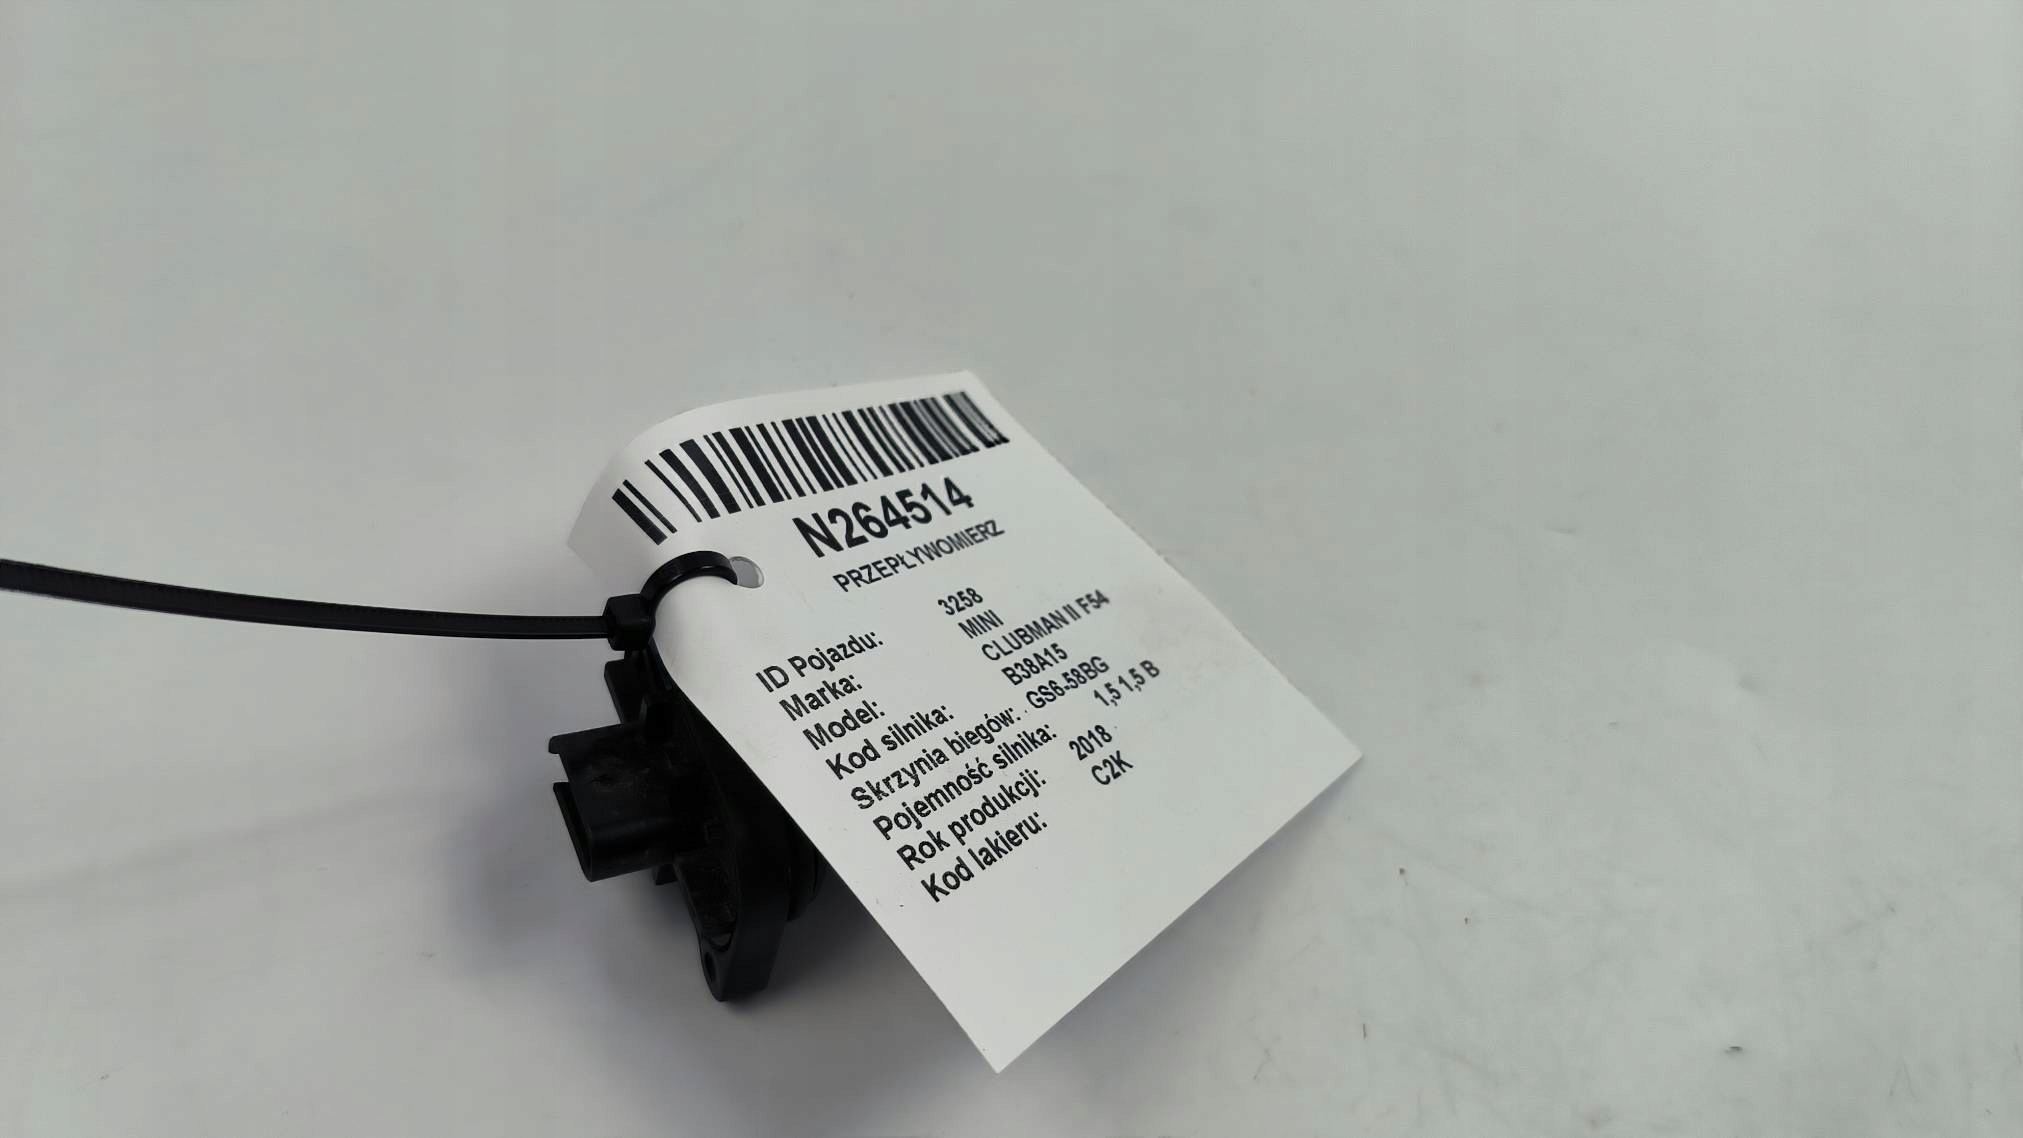 N264514
PRZEPŁYWOMIERZ
ID Pojazdu: 3258
Marka: MINI
Model: CLUBMAN II F54
Kod silnika: B38A15
Skrzynia biegów: GS6-58BG
Pojemność silnika: 1,5 1,5 B
Rok produkcji: 2018
Kod lakieru: C2K